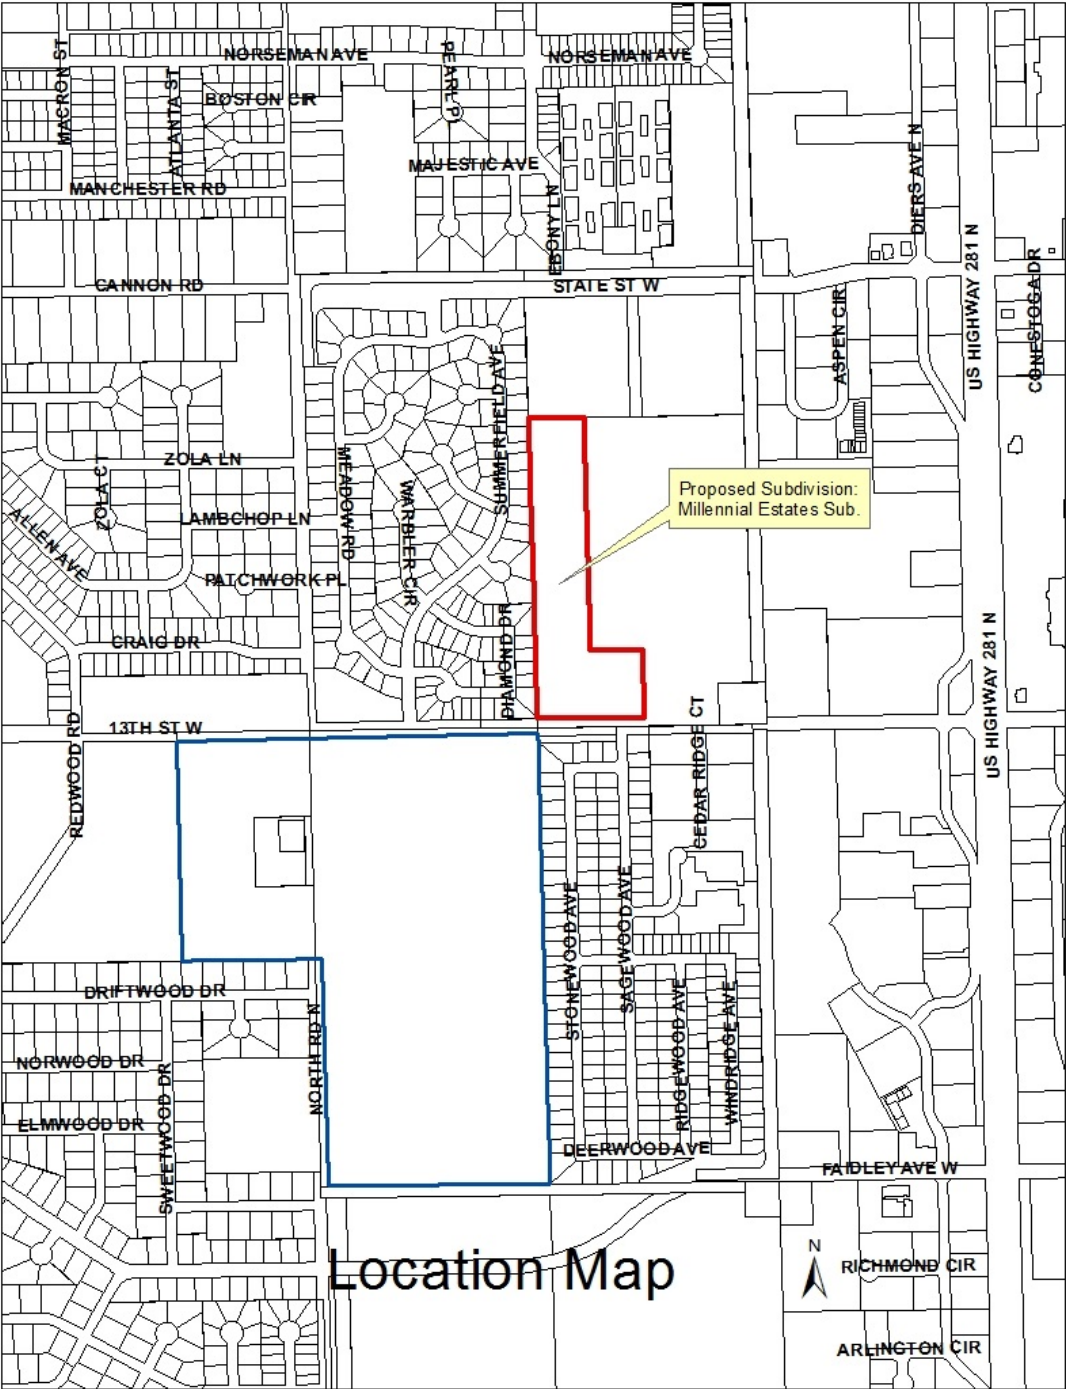 MACRON ST
ATLANTA ST
NORSEMAN AVE
BOSTON CIR
PEARL PL
NORSEMAN AVE
MAJESTIC AVE
MANCHESTER RD
EBONY LN
DIERS AVE N
US HIGHWAY 281 N
CONESTOGA DR
CANNON RD
STATE ST W
ASPEN CIR
SUMMERFIELD AVE
ZOLA LN
ZOLA CT
MEADOW RD
WARBLER CIR
Proposed Subdivision:
Millennial Estates Sub.
ALLEN AVE
LAMBCHOP LN
PATCHWORK PL
CRAIG DR
DIAMOND DR
US HIGHWAY 281 N
REDWOOD RD
13TH ST W
CEDAR RIDGE CT
STONEWOOD AVE
SAGEWOOD AVE
DRIFTWOOD DR
NORTH RD N
RIDGEWOOD AVE
WINDRIDGE AVE
NORWOOD DR
SWEETWOOD DR
ELMWOOD DR
DEERWOOD AVE
FAIDLEY AVE W
N
Location Map
RICHMOND CIR
ARLINGTON CIR